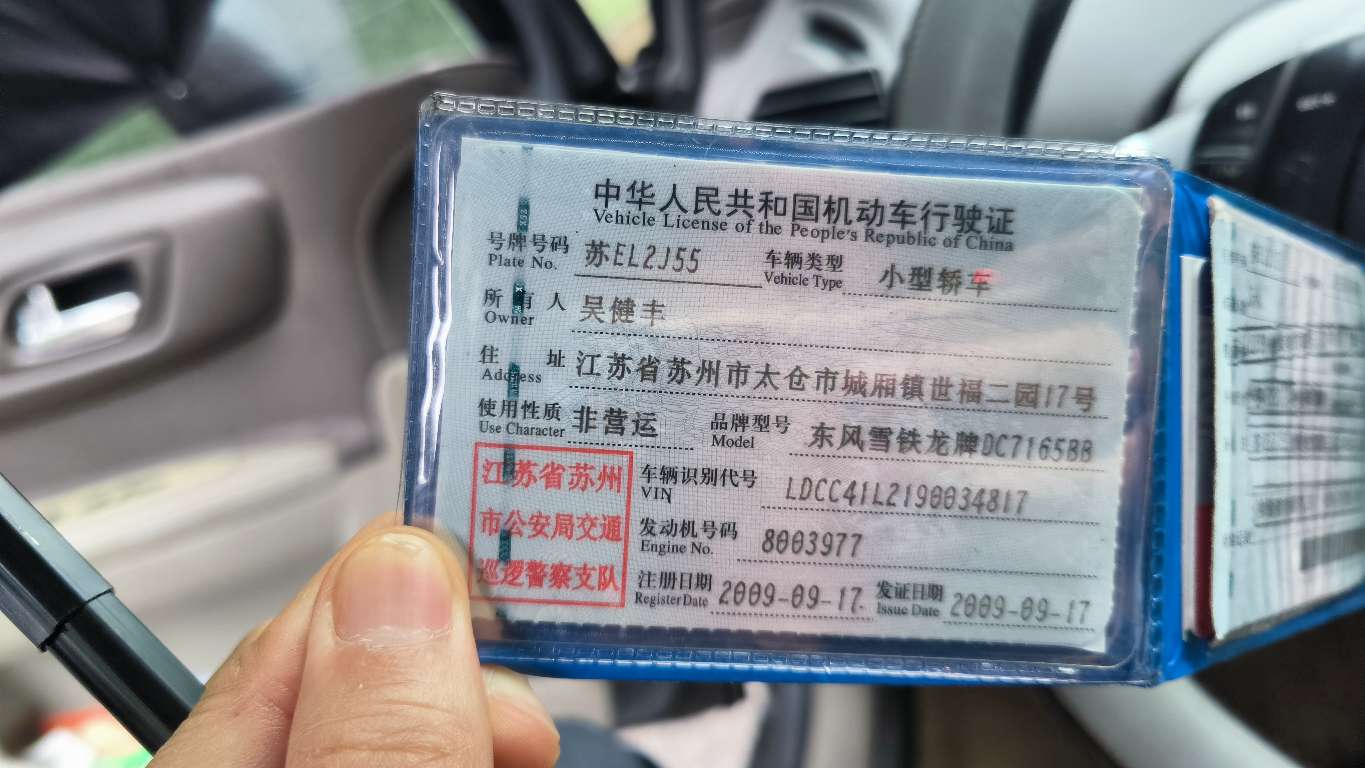 中华人民共和国机动车行驶证
Vehicle License of the People's Republic of China
号牌号码 苏EL2J55 车辆类型 小型轿车
Plate No. Vehicle Type
所有人 吴健丰
Owner
住址 江苏省苏州市太仓市城厢镇世福二园17号
Address
使用性质 非营运 品牌型号 东风雪铁龙牌DC7165BB
Use Character Model
江苏省苏州
市公安局交通
巡逻警察支队
车辆识别代号 LDCC41L2190034817
VIN
发动机号码 8003977
Engine No.
注册日期 2009-09-17 发证日期 2009-09-17
Register Date Issue Date